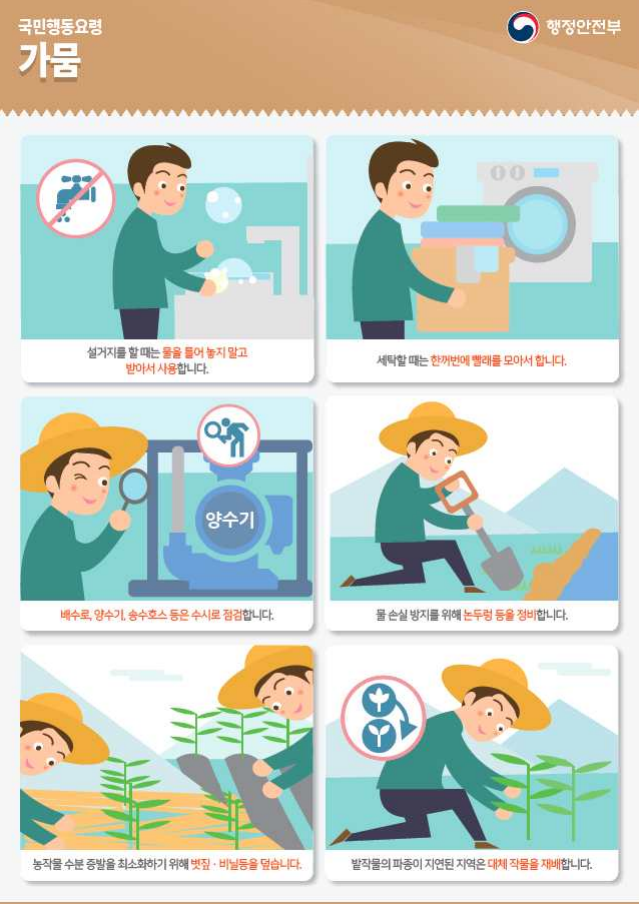 국민행동요령
가뭄
행정안전부
설거지를 할 때는 물을 틀어 놓지 말고
받아서 사용합니다.
세탁할 때는 한꺼번에 빨래를 모아서 합니다.
양수기
배수로, 양수기, 송수호스 등은 수시로 점검합니다.
물 손실 방지를 위해 논두렁 등을 정비합니다.
농작물 수분 증발을 최소화하기 위해 볏짚·비닐등을 덮습니다.
밭작물의 파종이 지연된 지역은 대체 작물을 재배합니다.